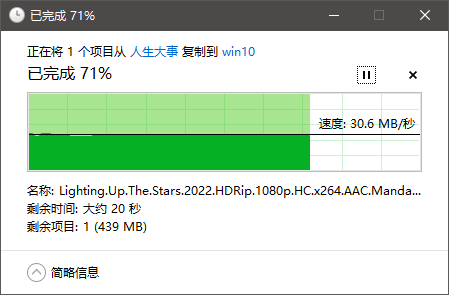 已完成 71%
正在将 1 个项目从 人生大事 复制到 win10
已完成 71%
速度: 30.6 MB/秒
名称: Lighting.Up.The.Stars.2022.HDRip.1080p.HC.x264.AAC.Manda...
剩余时间: 大约 20 秒
剩余项目: 1 (439 MB)
简略信息